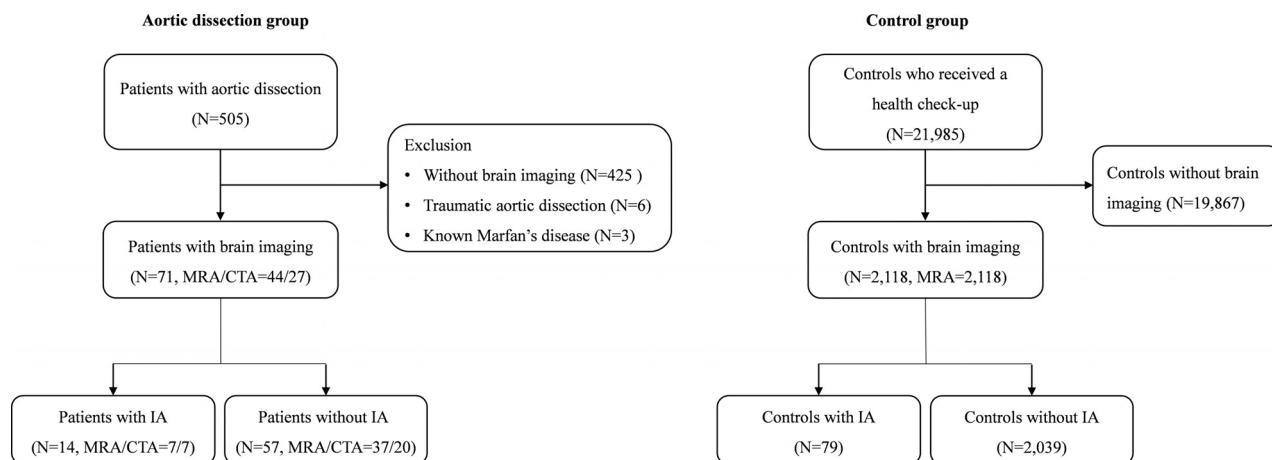 Aortic dissection group
Patients with aortic dissection
(N=505)
Exclusion
• Without brain imaging (N=425 )
• Traumatic aortic dissection (N=6)
• Known Marfan’s disease (N=3)
Patients with brain imaging
(N=71, MRA/CTA=44/27)
Patients with IA
(N=14, MRA/CTA=7/7)
Patients without IA
(N=57, MRA/CTA=37/20)
Control group
Controls who received a
health check-up
(N=21,985)
Controls without brain
imaging (N=19,867)
Controls with brain imaging
(N=2,118, MRA=2,118)
Controls with IA
(N=79)
Controls without IA
(N=2,039)